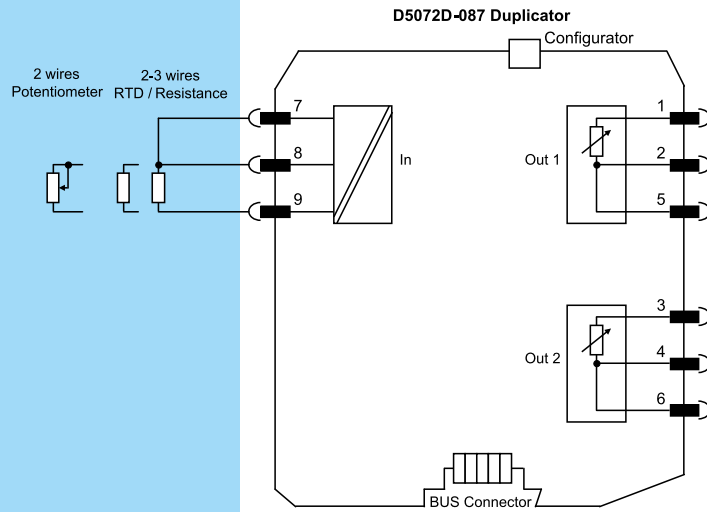 D5072D-087 Duplicator
Configurator
2 wires
Potentiometer
2-3 wires
RTD / Resistance
7
8
9
In
Out 1
1
2
5
Out 2
3
4
6
BUS Connector